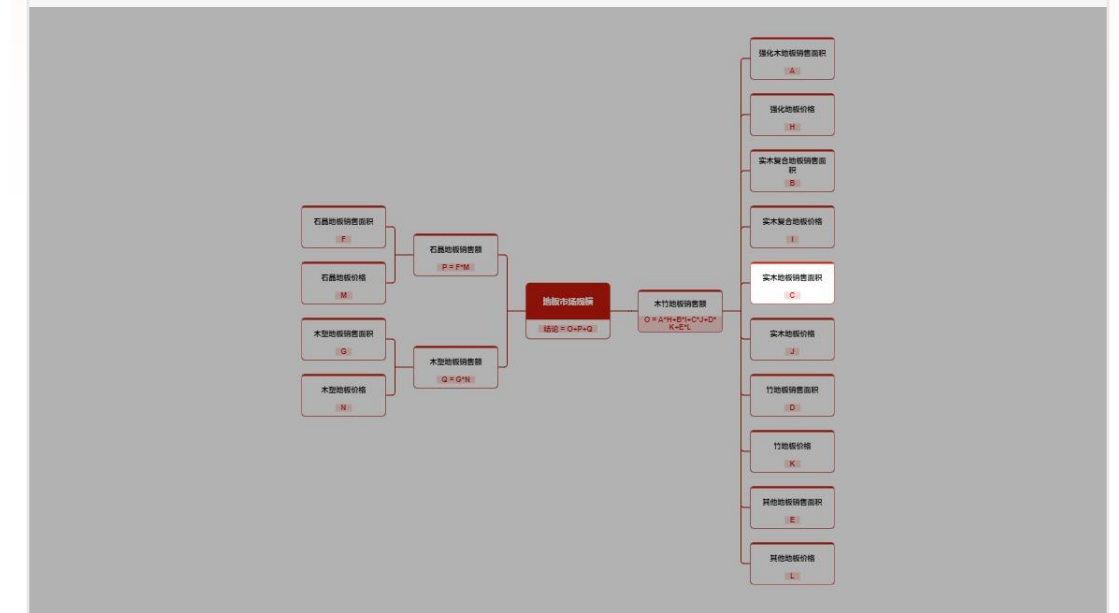 强化木地板销售面积
A
强化地板价格
H
实木复合地板销售面
积
B
实木复合地板价格
I
实木地板销售面积
C
实木地板价格
J
竹地板销售面积
D
竹地板价格
K
其他地板销售面积
E
其他地板价格
L
木竹地板销售额
O = A*H+B*I+C*J+D*
K+E*L
地板市场规模
结论 = O+P+Q
石晶地板销售额
P = F*M
木塑地板销售额
Q = G*N
石晶地板销售面积
F
石晶地板价格
M
木塑地板销售面积
G
木塑地板价格
N